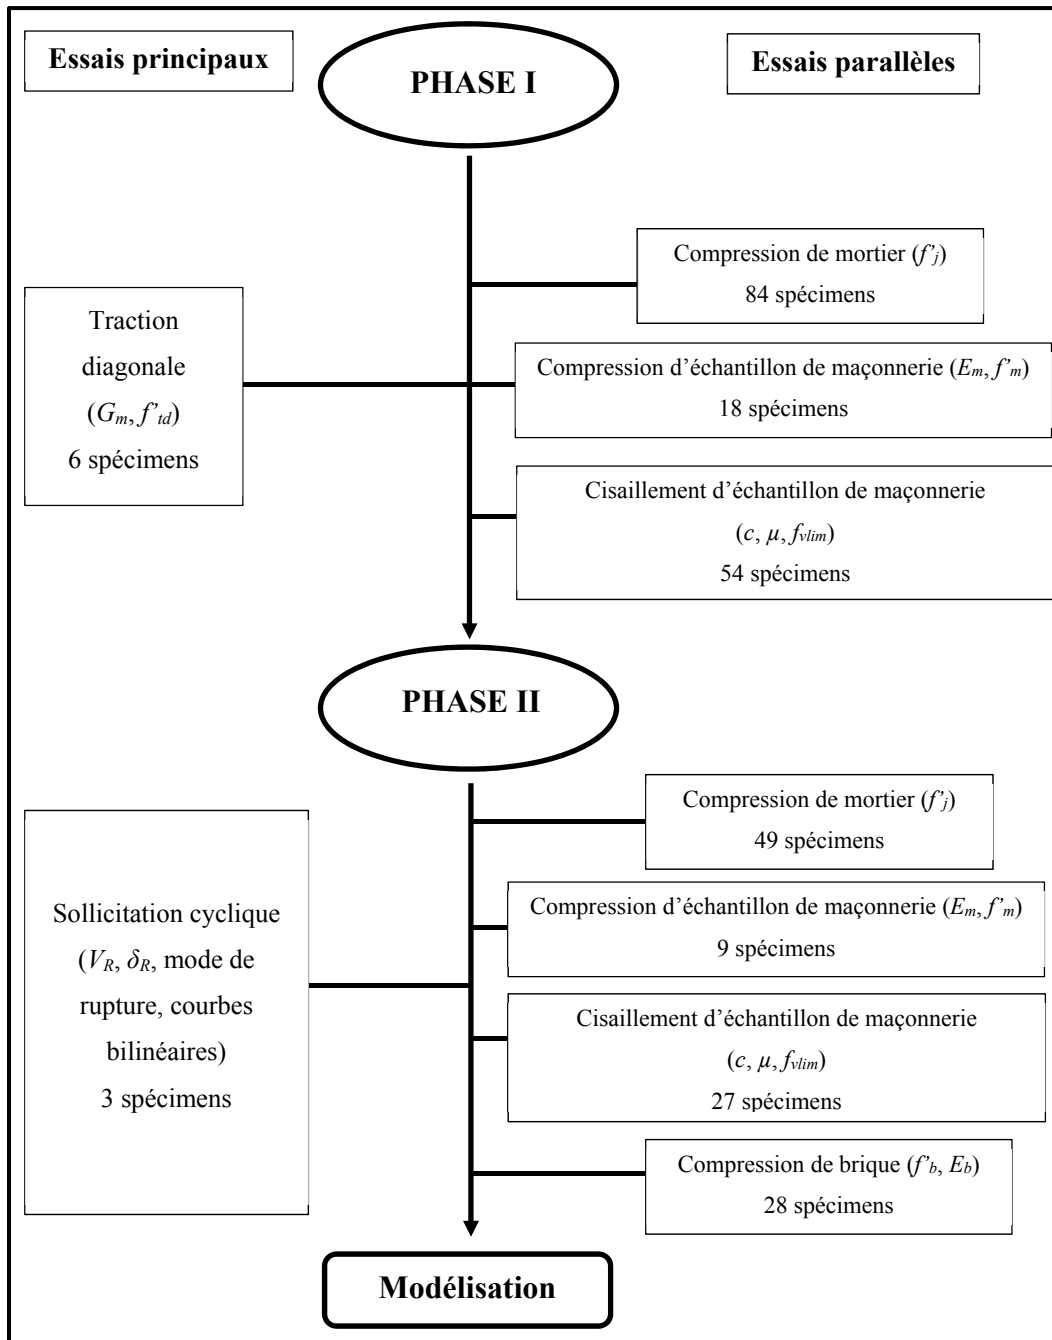 Essais principaux
PHASE I
Essais parallèles
Compression de mortier (f'j)
84 spécimens
Traction
diagonale
(Gm, f'td)
6 spécimens
Compression d'échantillon de maçonnerie (Em, f'm)
18 spécimens
Cisaillement d'échantillon de maçonnerie
(c, μ, fvlim)
54 spécimens
PHASE II
Compression de mortier (f'j)
49 spécimens
Sollicitation cyclique
(VR, δR, mode de
rupture, courbes
bilinéaires)
3 spécimens
Compression d'échantillon de maçonnerie (Em, f'm)
9 spécimens
Cisaillement d'échantillon de maçonnerie
(c, μ, fvlim)
27 spécimens
Compression de brique (f'b, Eb)
28 spécimens
Modélisation